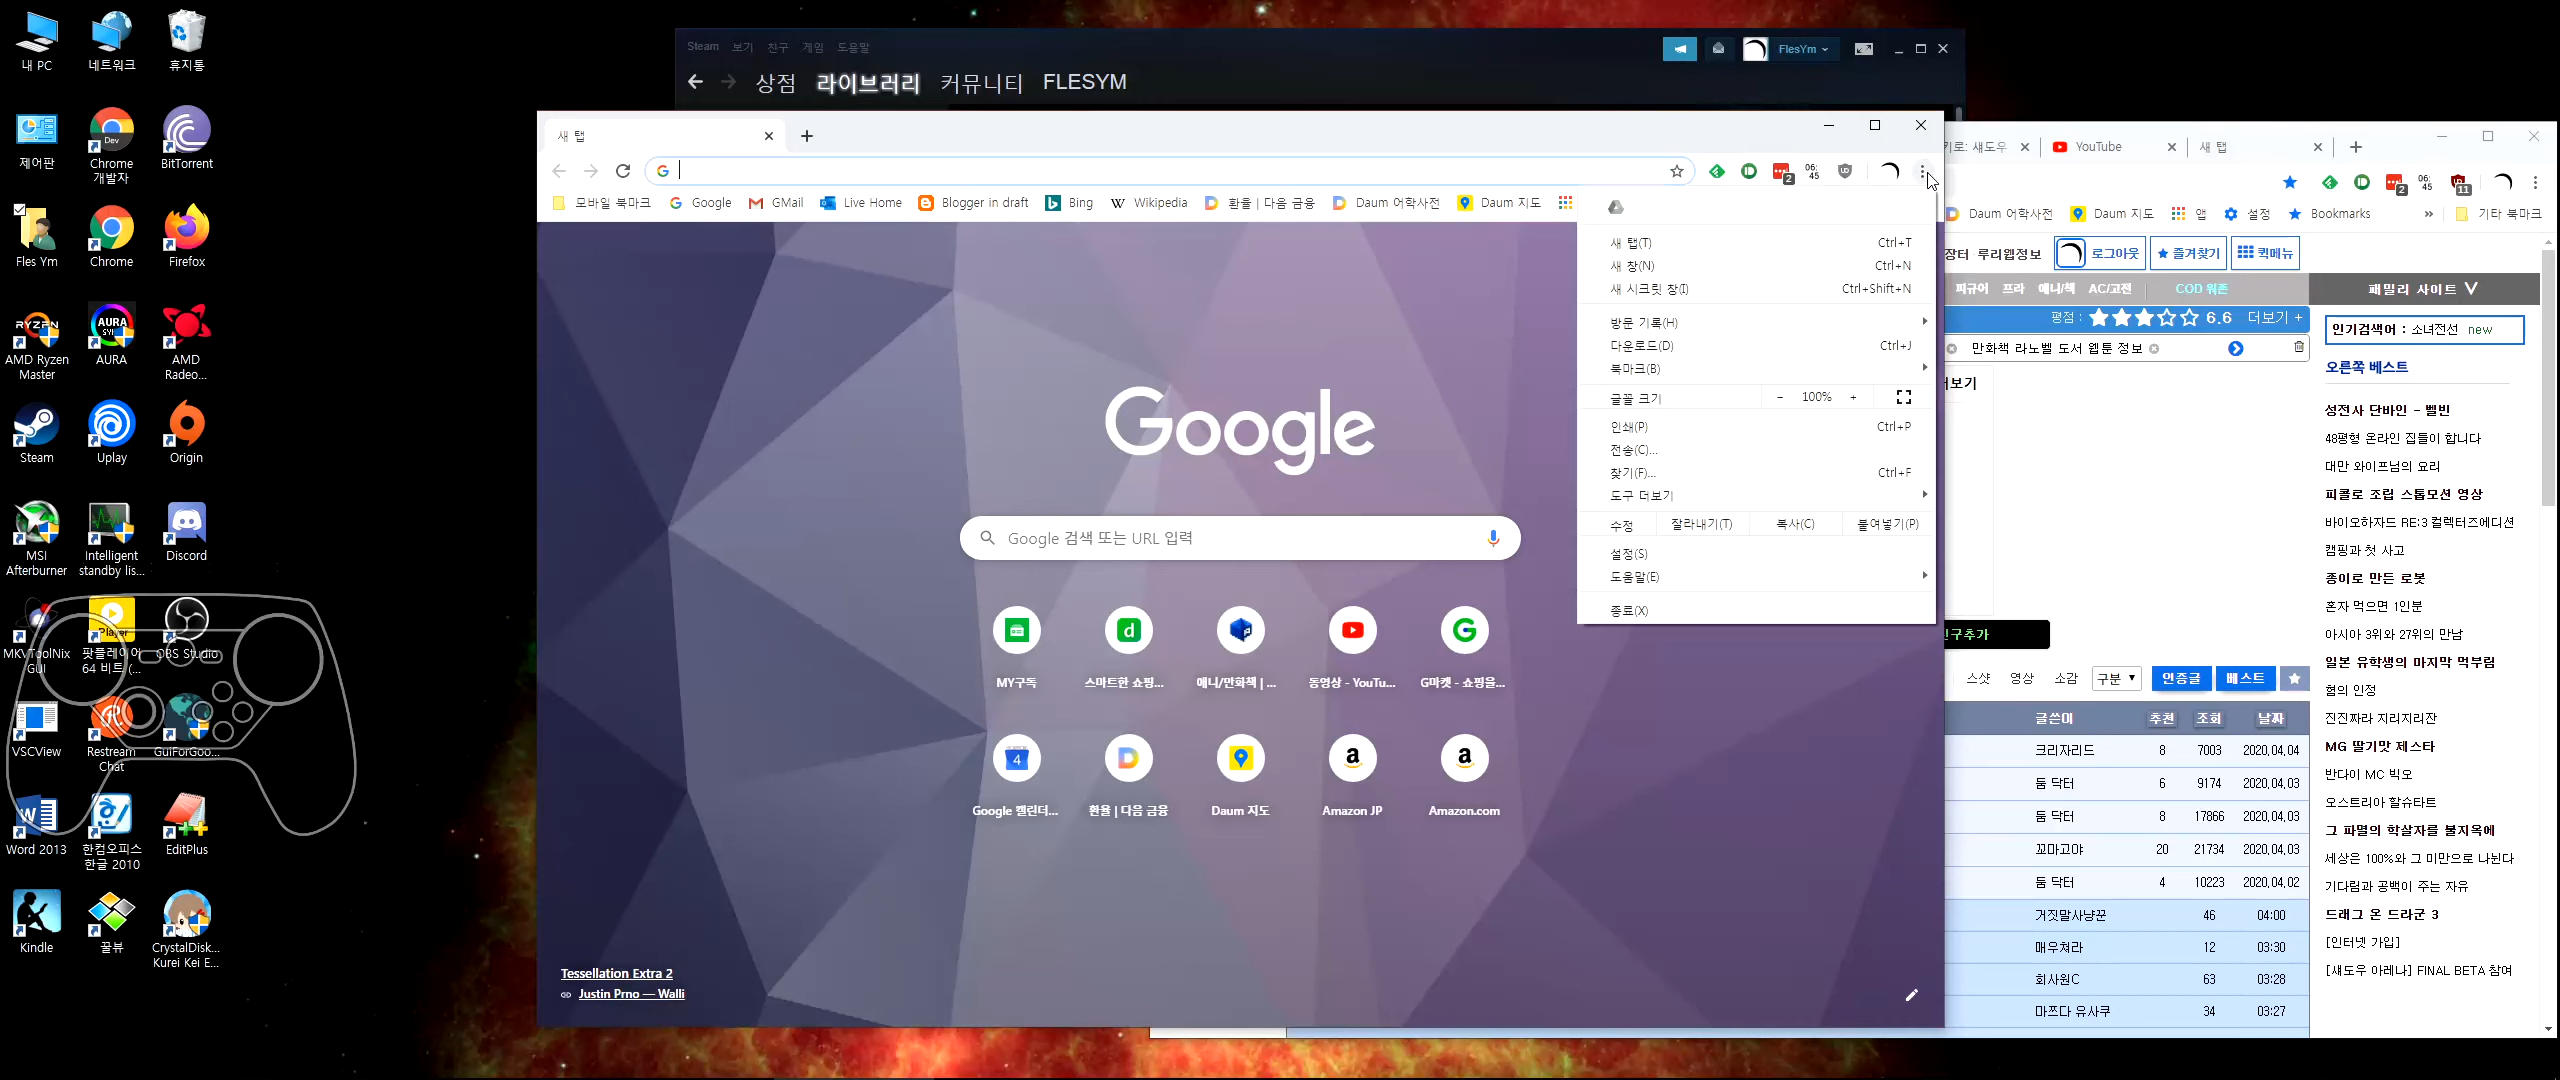 내 PC
네트워크
휴지통
제어판
Chrome 개발자
BitTorrent
Fles Ym
Chrome
Firefox
AMD Ryzen Master
AURA
AMD Radeo...
Steam
Uplay
Origin
MSI Afterburner
Intelligent standby lis...
Discord
MKVToolNix GUI
팟플레이어 64 비트 (...
OBS Studio
VSCView
Restream Chat
GuiForGoo...
Word 2013
한컴오피스 한글 2010
EditPlus
Kindle
꿀뷰
CrystalDisk... Kurei Kei E...
Steam 보기 친구 게임 도움말
FlesYm
상점 라이브러리 커뮤니티 FLESYM
새 탭
모바일 북마크 Google GMail Live Home Blogger in draft Bing Wikipedia 환율 | 다음 금융 Daum 어학사전 Daum 지도
새 탭(T) Ctrl+T
새 창(N) Ctrl+N
새 시크릿 창(I) Ctrl+Shift+N
방문 기록(H)
다운로드(D) Ctrl+J
북마크(B)
글꼴 크기 - 100% +
인쇄(P) Ctrl+P
전송(C)...
찾기(F)... Ctrl+F
도구 더보기
수정 잘라내기(T) 복사(C) 붙여넣기(P)
설정(S)
도움말(E)
종료(X)
Google
Google 검색 또는 URL 입력
MY구독
스마트한 쇼핑...
애니/만화책 | ...
동영상 - YouTu...
G마켓 - 쇼핑을...
Google 캘린더...
환율 | 다음 금융
Daum 지도
Amazon JP
Amazon.com
Tessellation Extra 2
Justin Prno — Walli
키로: 섀도우
YouTube
새 탭
Daum 어학사전 Daum 지도 앱 설정 Bookmarks » 기타 북마크
장터 루리웹정보 로그아웃 즐겨찾기 퀵메뉴
피규어 프라 애니/책 AC/고전 COD 워존 패밀리 사이트
평점 : 6.6 더보기 +
인기검색어 : 소녀전선 new
만화책 라노벨 도서 웹툰 정보
오른쪽 베스트
성전사 단바인 - 벨빈
48평형 온라인 집들이 합니다
대만 와이프님의 요리
피콜로 조립 스톱모션 영상
바이오하자드 RE:3 컬렉터즈에디션
캠핑과 첫 사고
종이로 만든 로봇
혼자 먹으면 1인분
아시아 3위와 27위의 만남
일본 유학생의 마지막 먹부림
혐의 인정
진진짜라 지리지리잔
MG 딸기맛 제스타
반다이 MC 빅오
오스트리아 할슈타트
그 파멸의 학살자를 불지옥에
세상은 100%와 그 미만으로 나뉜다
기다림과 공백이 주는 자유
드래그 온 드라군 3
[인터넷 가입]
[섀도우 아레나] FINAL BETA 참여
친구추가
스샷 영상 소감 구분 인증글 베스트
글쓴이 추천 조회 날짜
크리자리드 8 7003 2020.04.04
둠 닥터 6 9174 2020.04.03
둠 닥터 8 17866 2020.04.03
꼬마고야 20 21734 2020.04.03
둠 닥터 4 10223 2020.04.02
거짓말사냥꾼 46 04:00
매우쳐라 12 03:30
회사원C 63 03:28
마쯔다 유사쿠 34 03:27